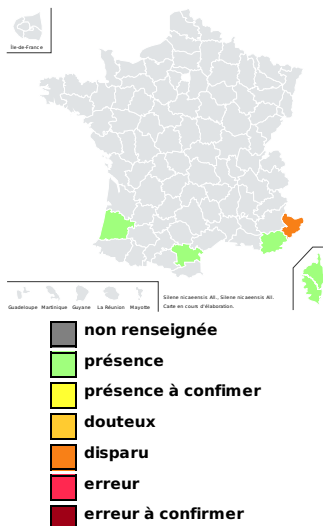 Île-de-France
Guadeloupe Martinique Guyane La Réunion Mayotte
Silene nicaeensis All., Silene nicaeensis All.
Carte en cours d'élaboration.
non renseignée
présence
présence à confimer
douteux
disparu
erreur
erreur à confirmer